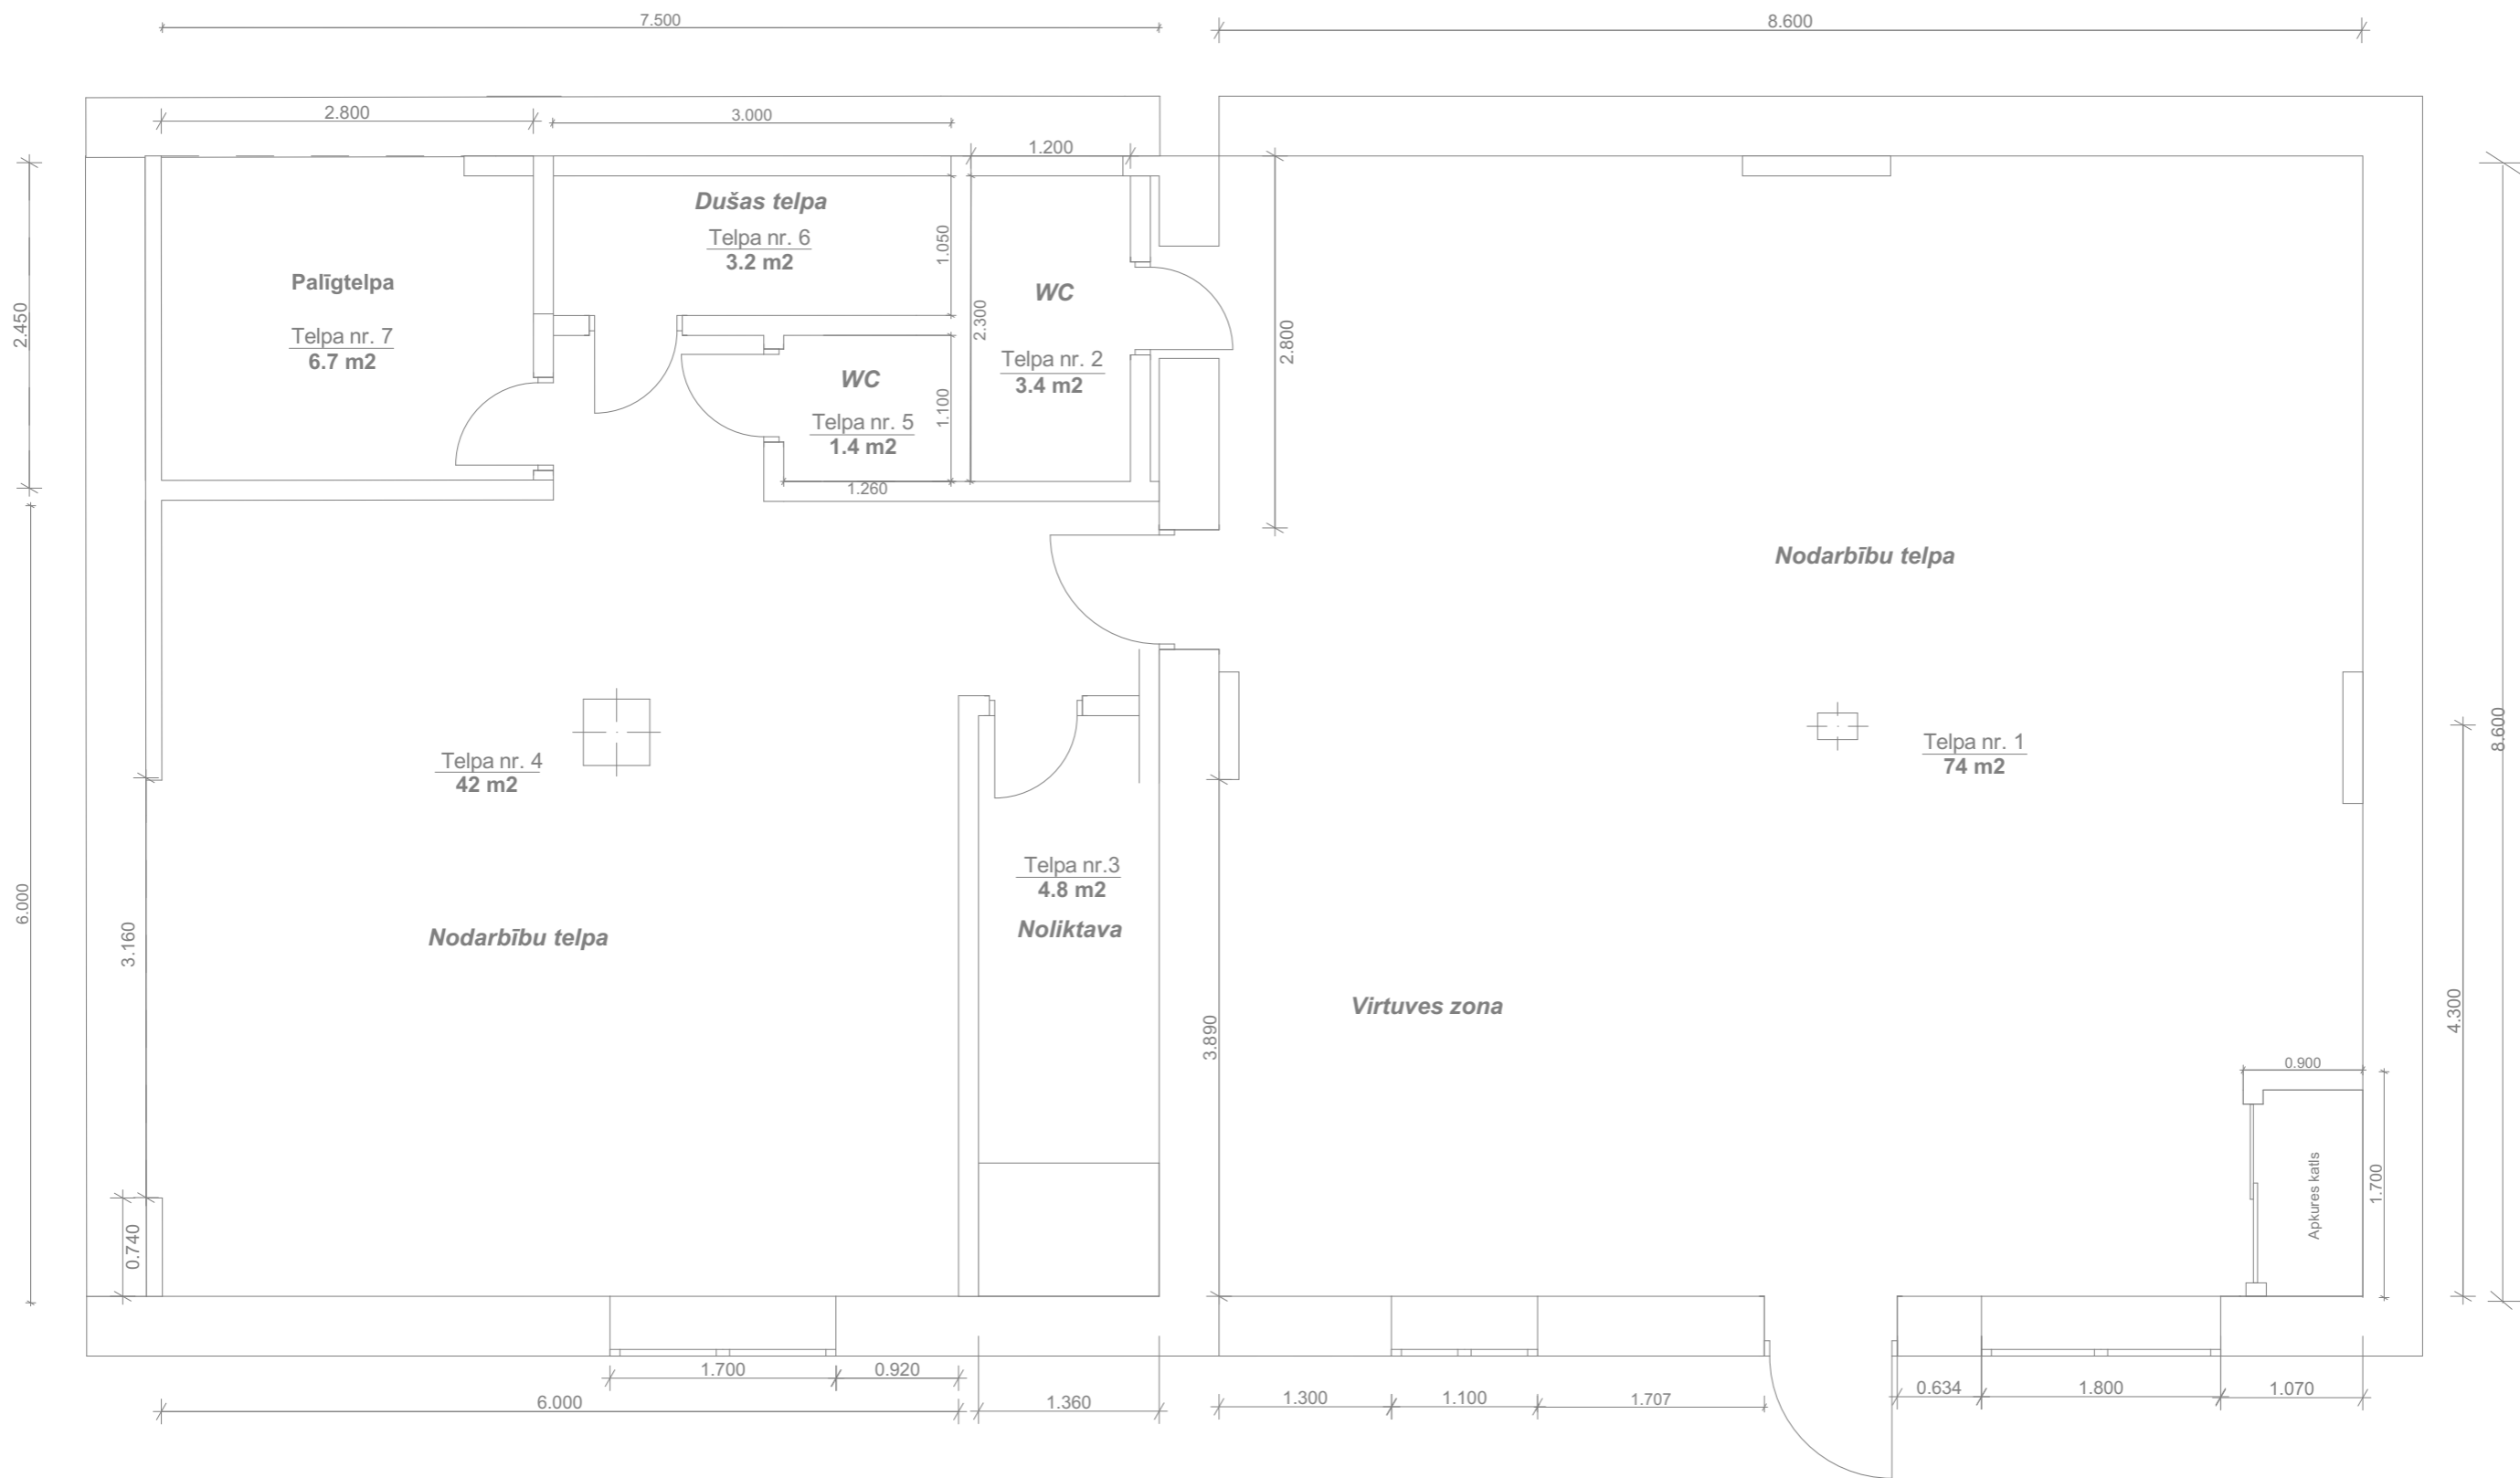 7.500
8.600
2.800
3.000
1.200
Dušas telpa
Telpa nr. 6
3.2 m2
1.050
Palīgtelpa
Telpa nr. 7
6.7 m2
2.450
WC
Telpa nr. 2
3.4 m2
2.300
2.800
WC
Telpa nr. 5
1.4 m2
1.100
1.260
Nodarbību telpa
Telpa nr. 1
74 m2
8.600
4.300
Telpa nr. 4
42 m2
Nodarbību telpa
6.000
3.160
0.740
Telpa nr.3
4.8 m2
Noliktava
Virtuves zona
3.890
0.900
Apkures katls
1.700
1.700
0.920
6.000
1.360
1.300
1.100
1.707
0.634
1.800
1.070